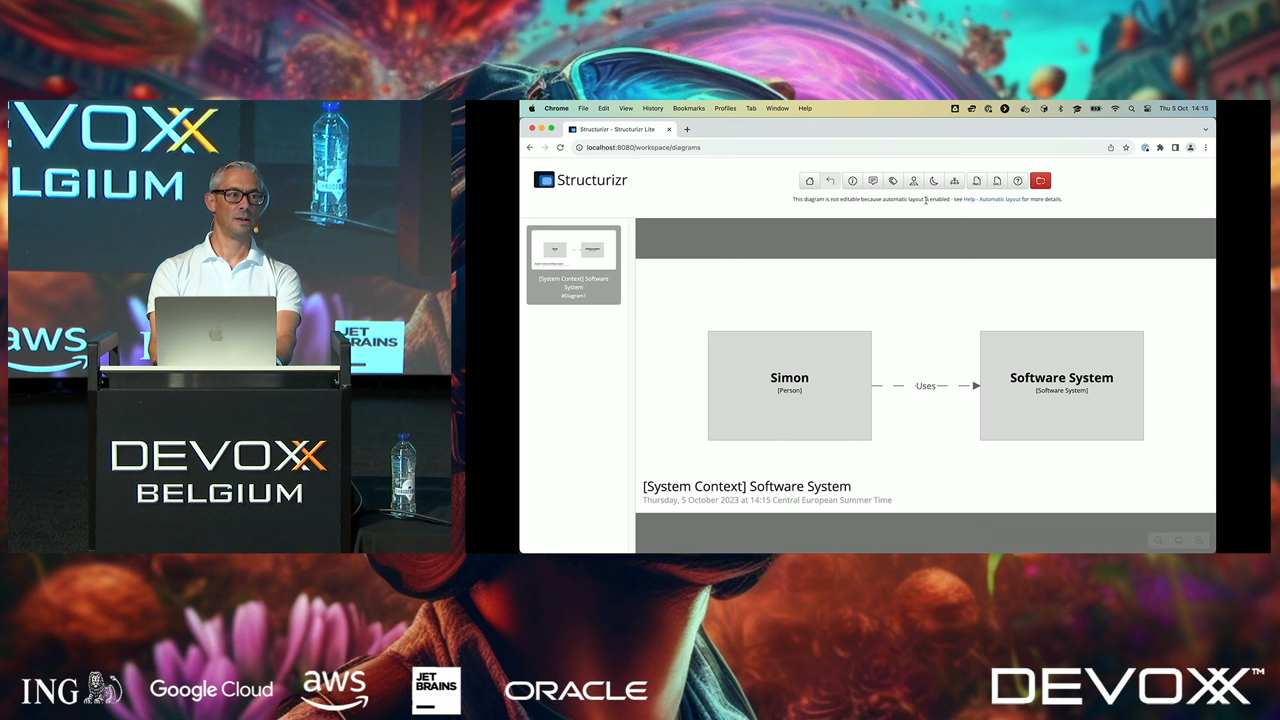 VOXX
LGIUM
CHAUDFONTAINE
aws
JET
BRAINS
DEVOXX
BELGIUM
Chrome File Edit View History Bookmarks Profiles Tab Window Help
Thu 5 Oct 14:15
Structurizr - Structurizr Lite
localhost:8080/workspace/diagrams
Structurizr
This diagram is not editable because automatic layout is enabled - see Help - Automatic layout for more details.
[System Context] Software
System
#Diagram1
Simon
[Person]
Uses
Software System
[Software System]
[System Context] Software System
Thursday, 5 October 2023 at 14:15 Central European Summer Time
ING
Google Cloud
aws
JET
BRAINS
ORACLE
DEVOXX™